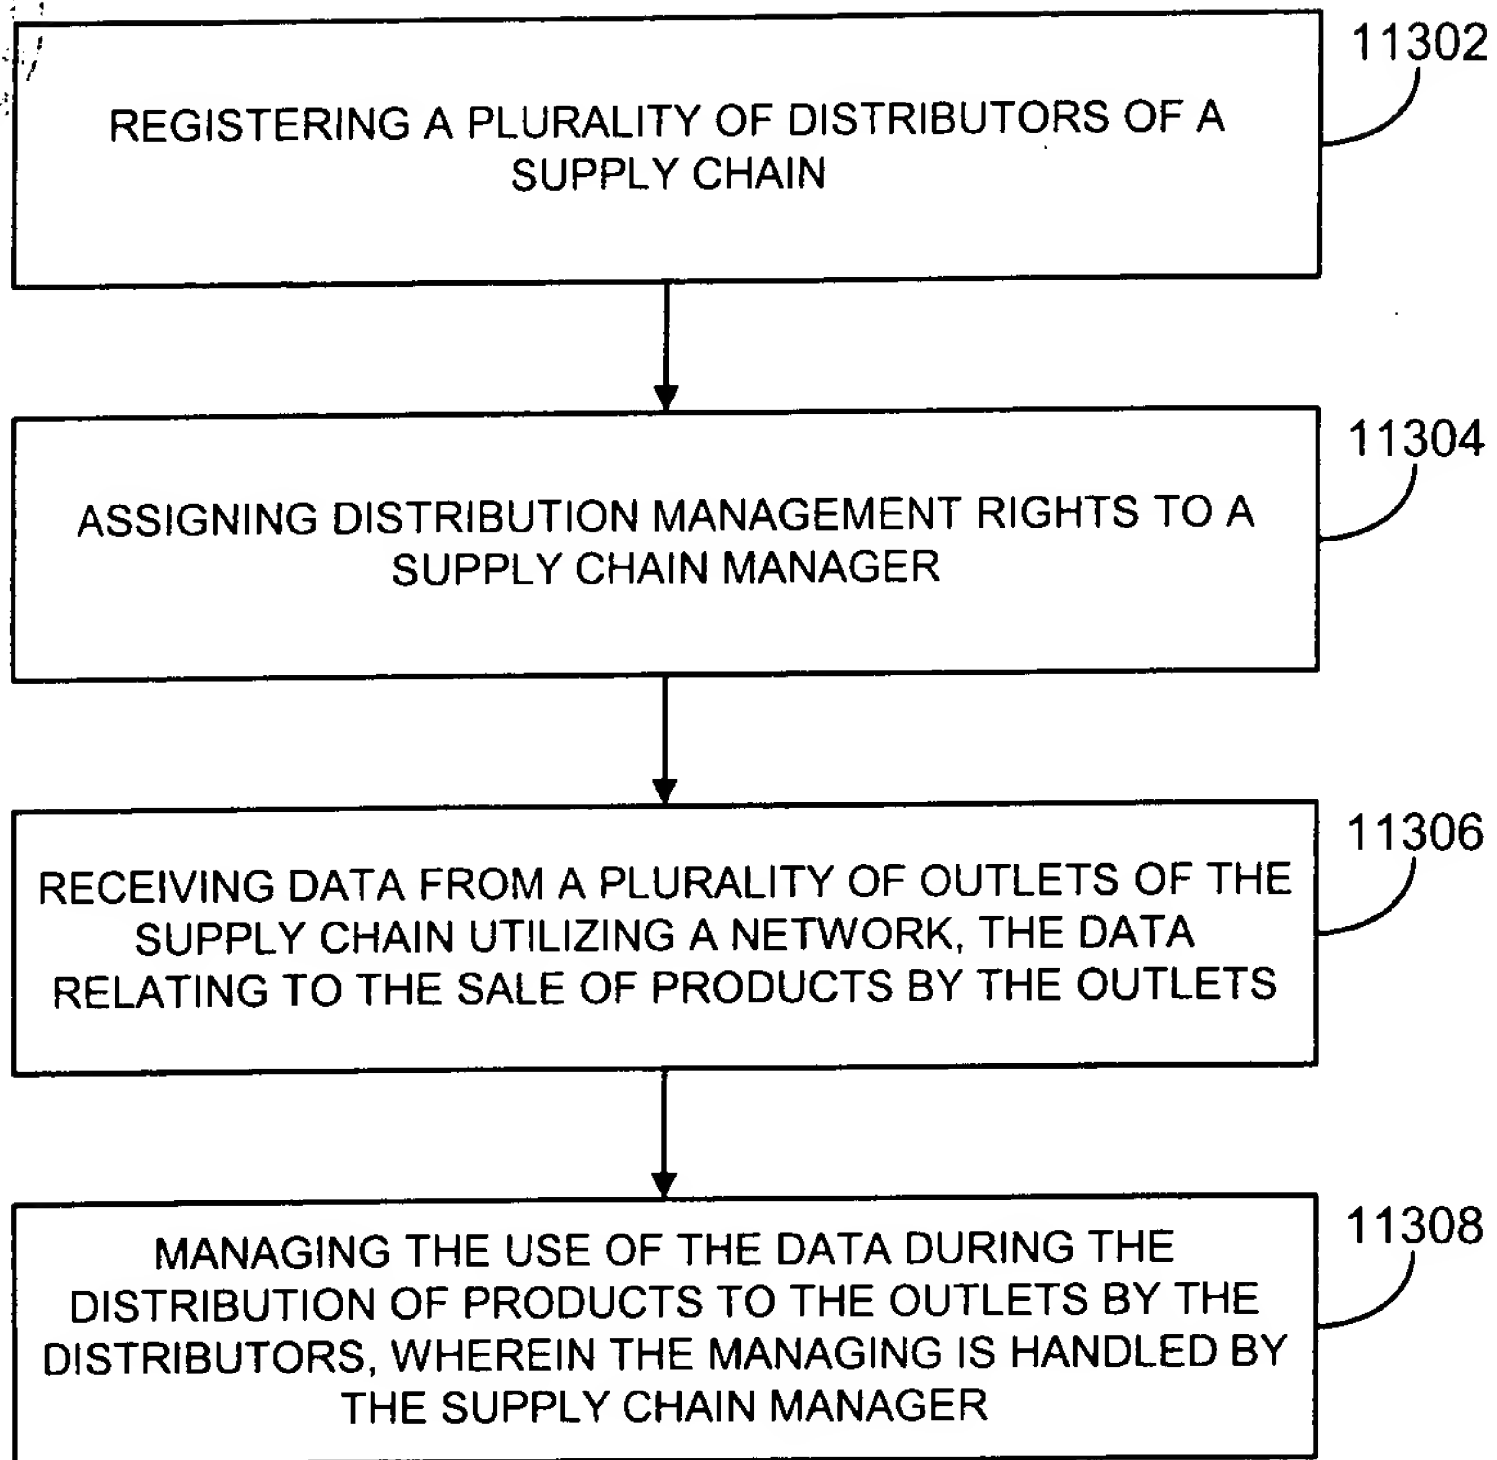 11302
REGISTERING A PLURALITY OF DISTRIBUTORS OF A
SUPPLY CHAIN
11304
ASSIGNING DISTRIBUTION MANAGEMENT RIGHTS TO A
SUPPLY CHAIN MANAGER
11306
RECEIVING DATA FROM A PLURALITY OF OUTLETS OF THE
SUPPLY CHAIN UTILIZING A NETWORK, THE DATA
RELATING TO THE SALE OF PRODUCTS BY THE OUTLETS
11308
MANAGING THE USE OF THE DATA DURING THE
DISTRIBUTION OF PRODUCTS TO THE OUTLETS BY THE
DISTRIBUTORS, WHEREIN THE MANAGING IS HANDLED BY
THE SUPPLY CHAIN MANAGER